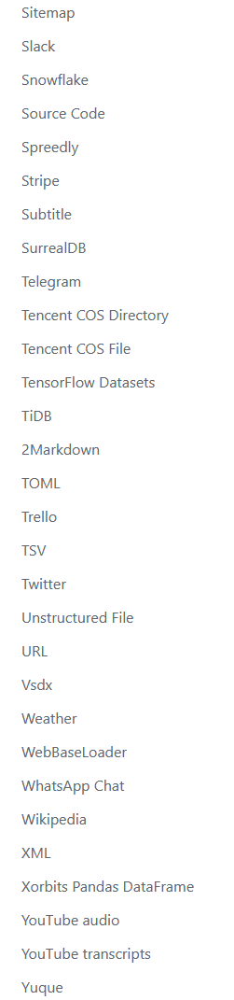 Sitemap
Slack
Snowflake
Source Code
Spreedly
Stripe
Subtitle
SurrealDB
Telegram
Tencent COS Directory
Tencent COS File
TensorFlow Datasets
TiDB
2Markdown
TOML
Trello
TSV
Twitter
Unstructured File
URL
Vsdx
Weather
WebBaseLoader
WhatsApp Chat
Wikipedia
XML
Xorbits Pandas DataFrame
YouTube audio
YouTube transcripts
Yuque